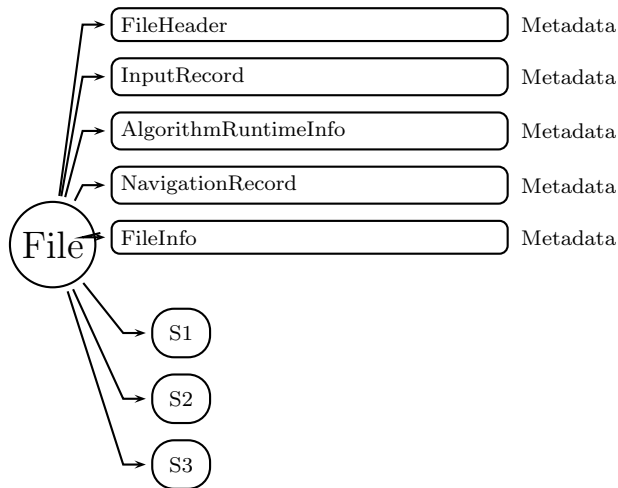 FileHeader Metadata
InputRecord Metadata
AlgorithmRuntimeInfo Metadata
NavigationRecord Metadata
File
FileInfo Metadata
S1
S2
S3